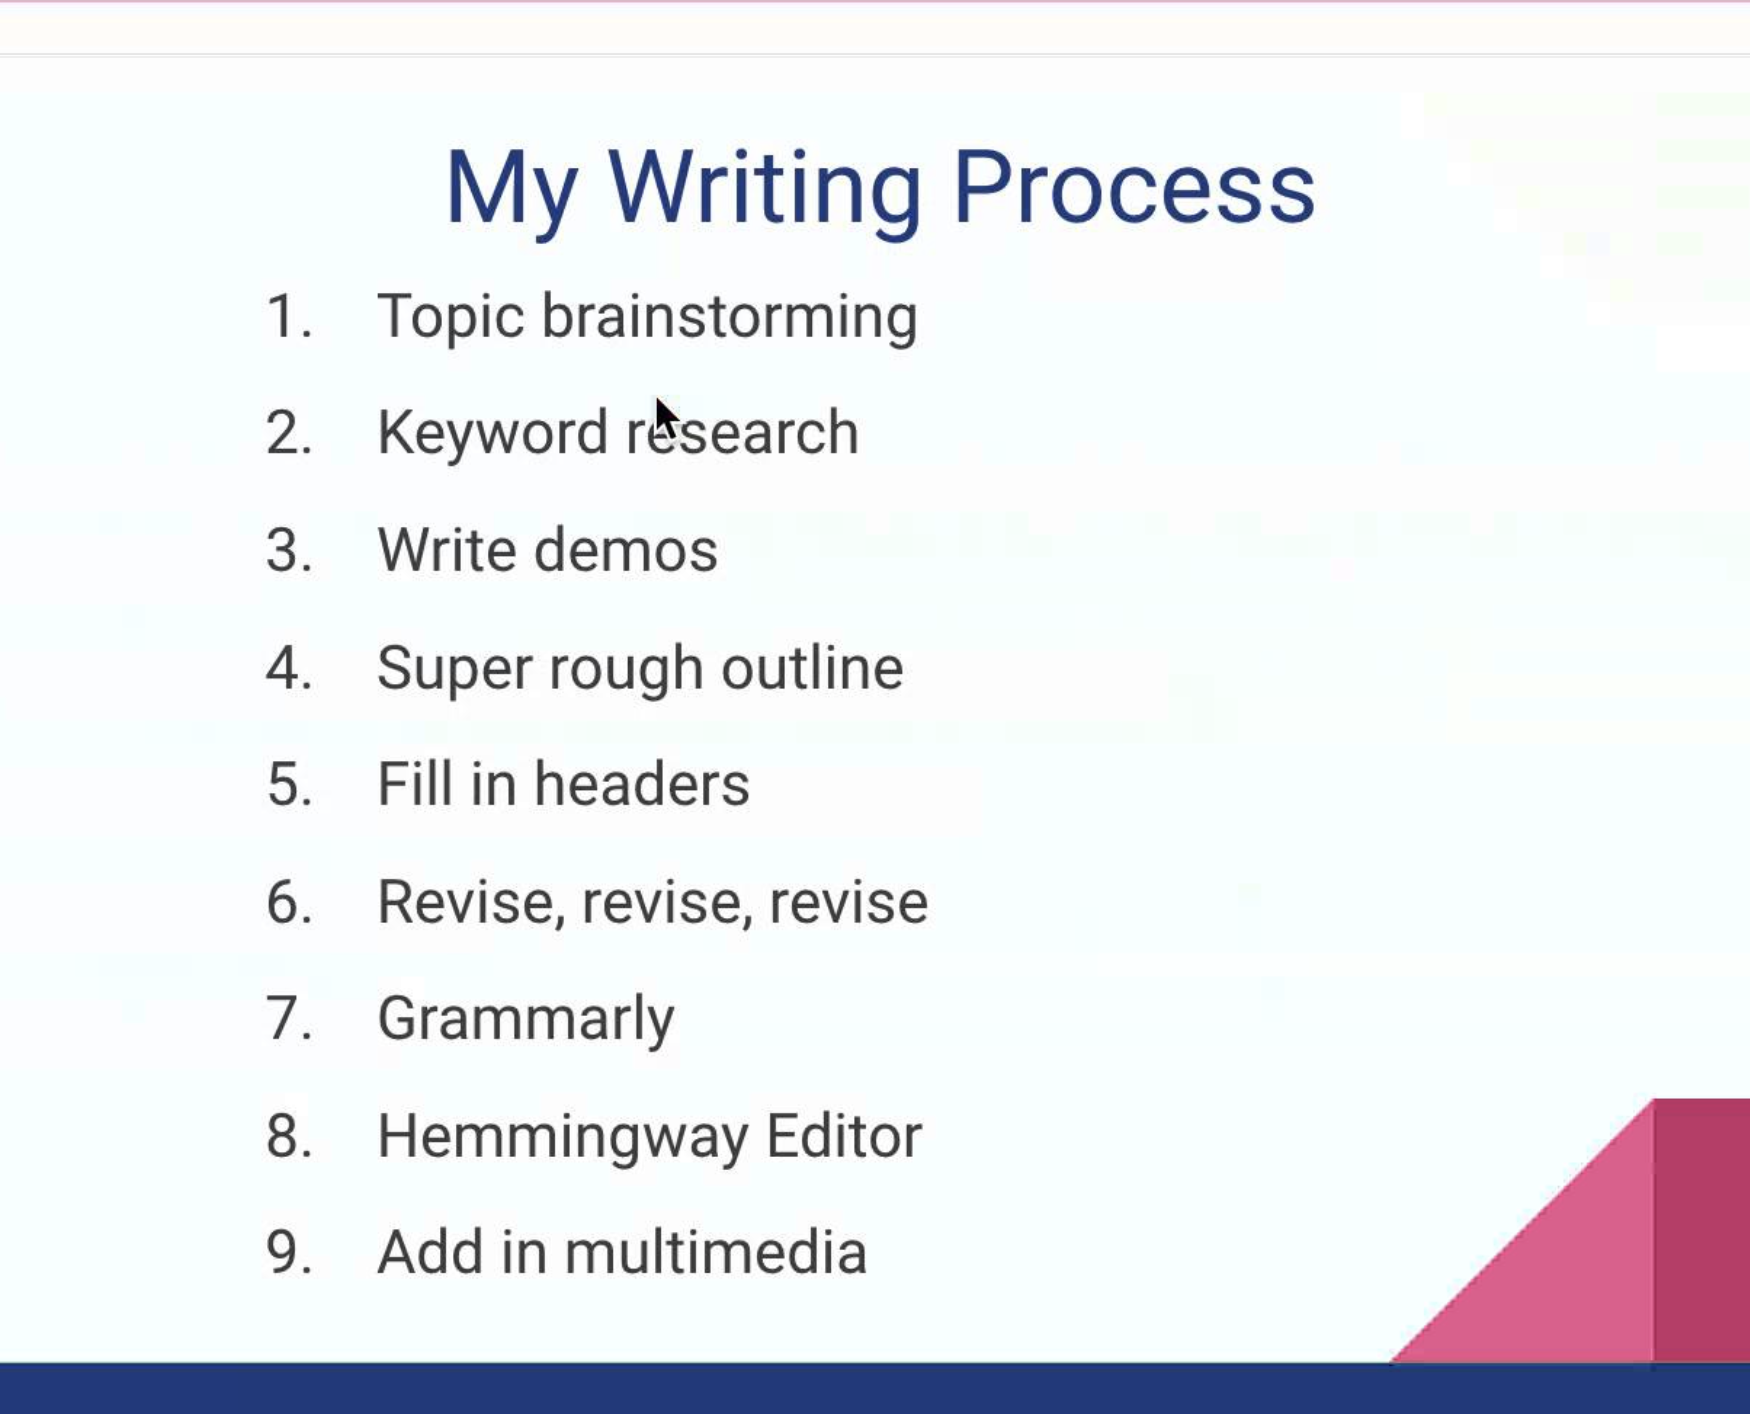 My Writing Process
1. Topic brainstorming
2. Keyword research
3. Write demos
4. Super rough outline
5. Fill in headers
6. Revise, revise, revise
7. Grammarly
8. Hemmingway Editor
9. Add in multimedia